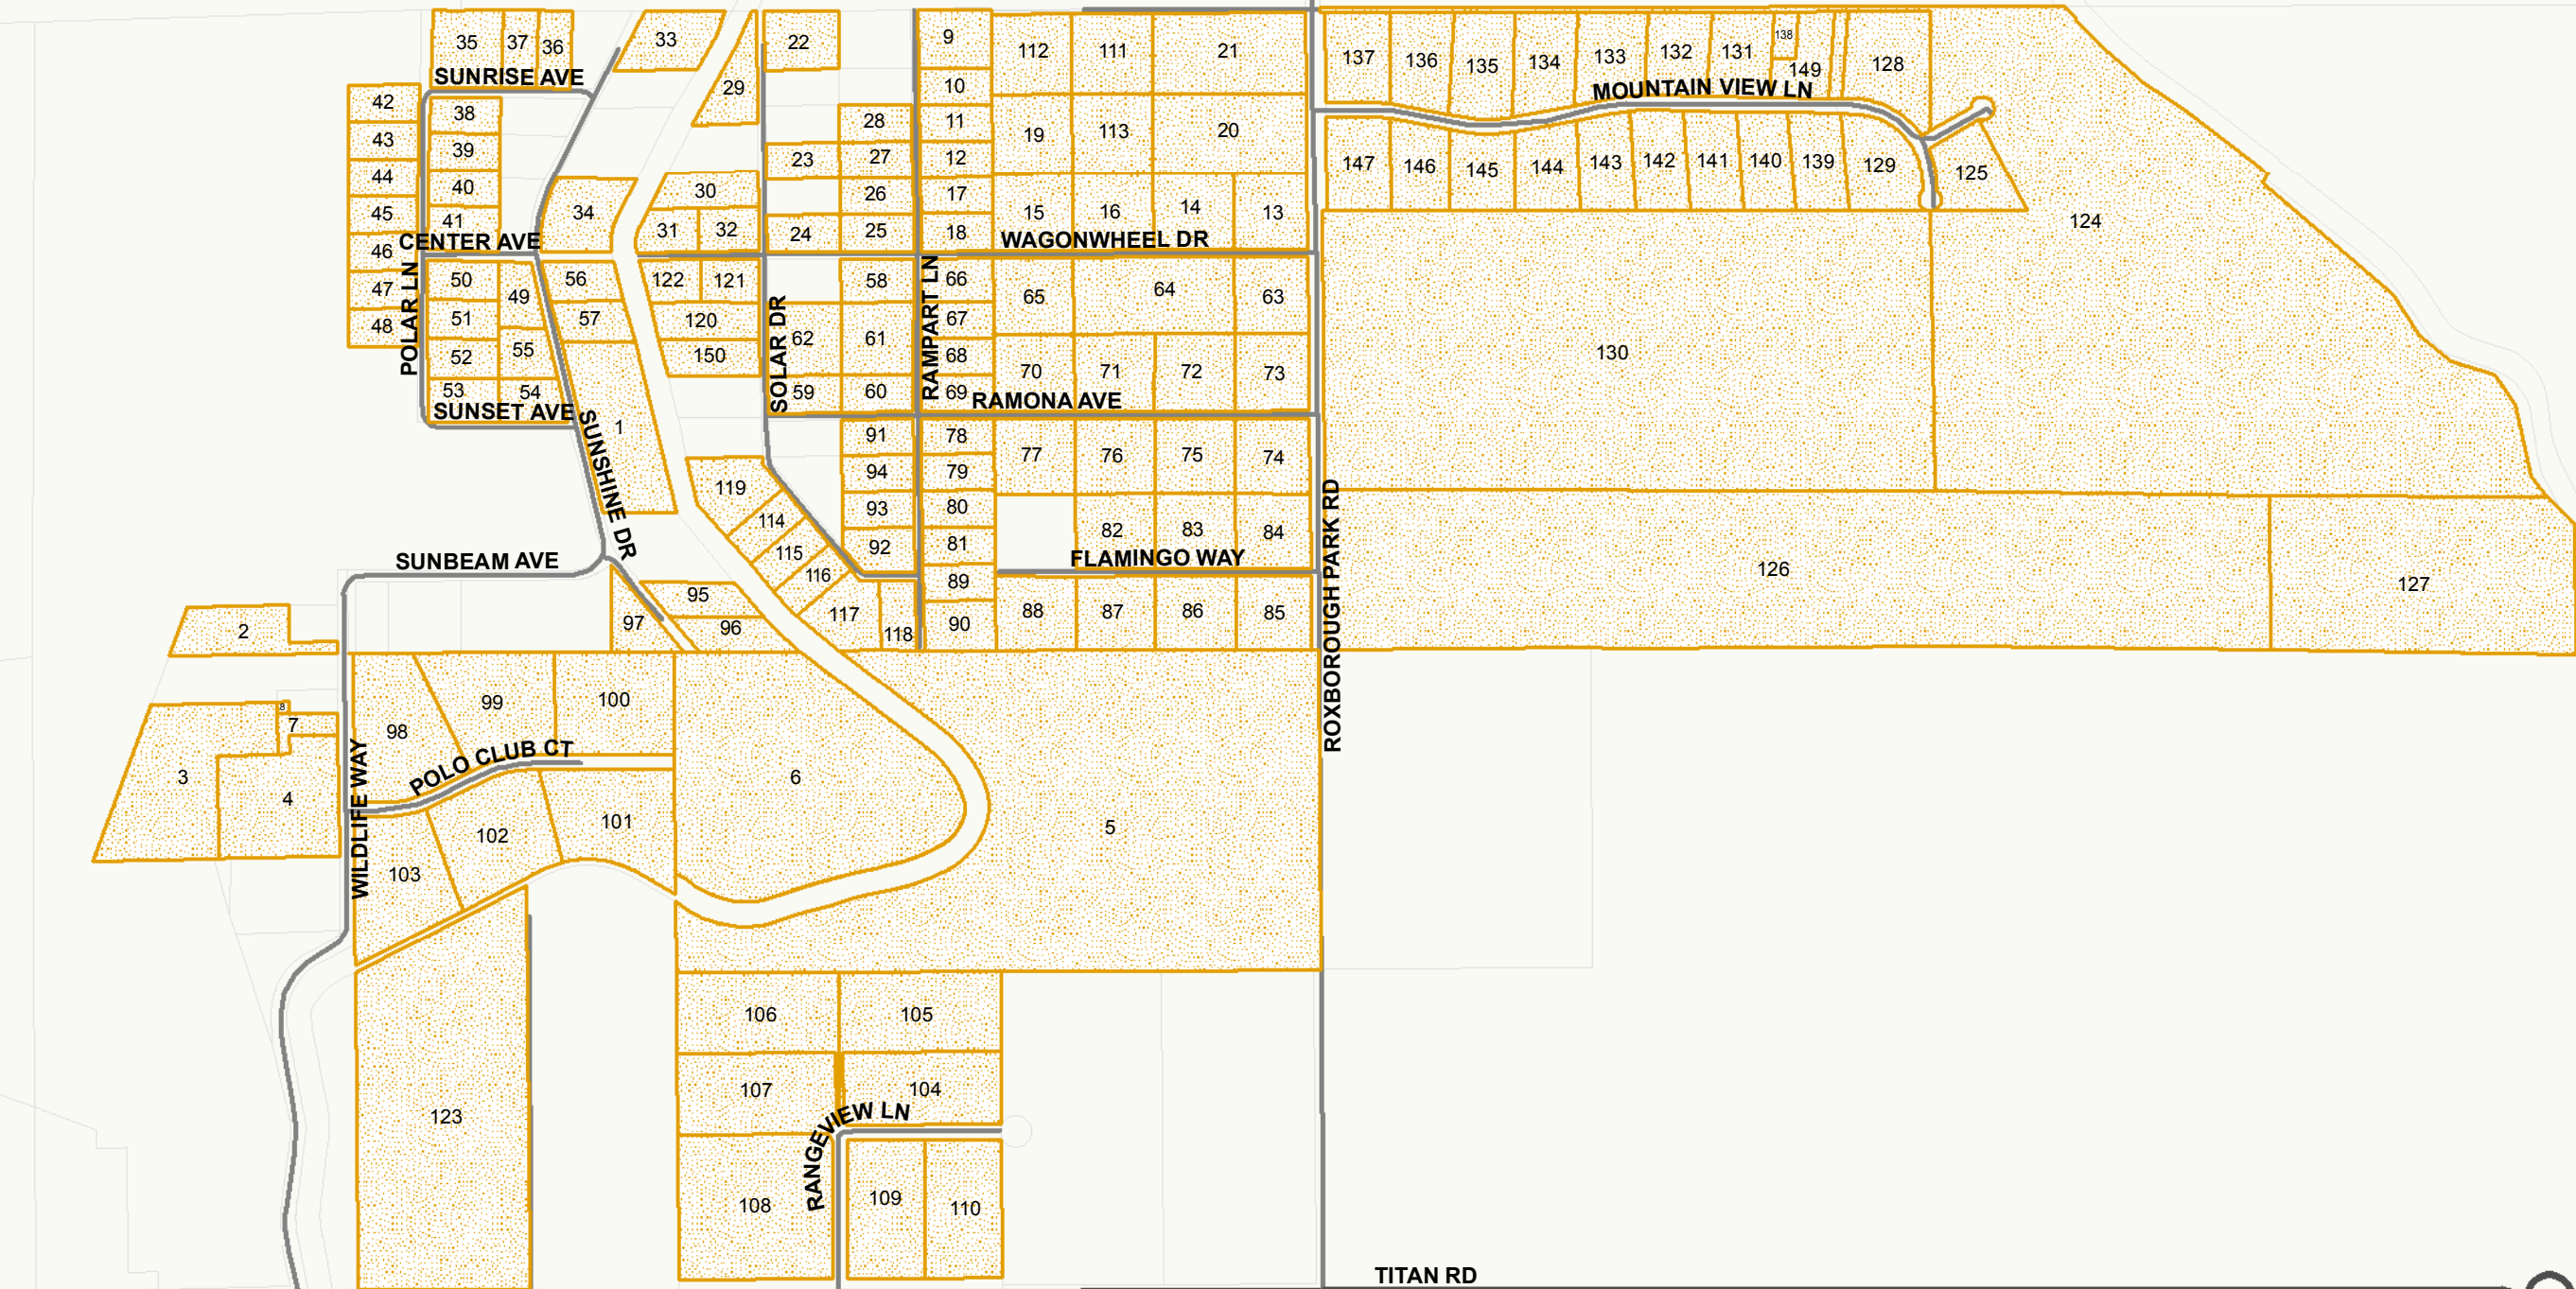 35 37 36 33 22 9 112 111 21 137 136 135 134 133 132 131 138 149 128
SUNRISE AVE
29 10
MOUNTAIN VIEW LN
42 38 28 11 19 113 20
43 39 23 27 12 147 146 145 144 143 142 141 140 139 129 125
44 40 30 26 17
45 41 34 31 32 24 25 18 15 16 14 13 124
46
CENTER AVE
WAGONWHEEL DR
47 50 49 56 122 121 58 66 65 64 63
48 51 57 120 62 61 67
POLAR LN
SOLAR DR
RAMPART LN
52 55 150 68 70 71 72 73 130
53 54 59 60 69
SUNSET AVE
RAMONA AVE
SUNSHINE DR
1 91 78 77 76 75 74
119 94 79
114 93 80 82 83 84
115 92 81
SUNBEAM AVE
FLAMINGO WAY
ROXBOROUGH PARK RD
126 127
116 89
95 97 96 117 118 90 88 87 86 85
2
99 100
8
7 98
POLO CLUB CT
WILDLIFE WAY
3 4 6 5
102 101
103
106 105
107 104
RANGEVIEW LN
123
108 109 110
TITAN RD